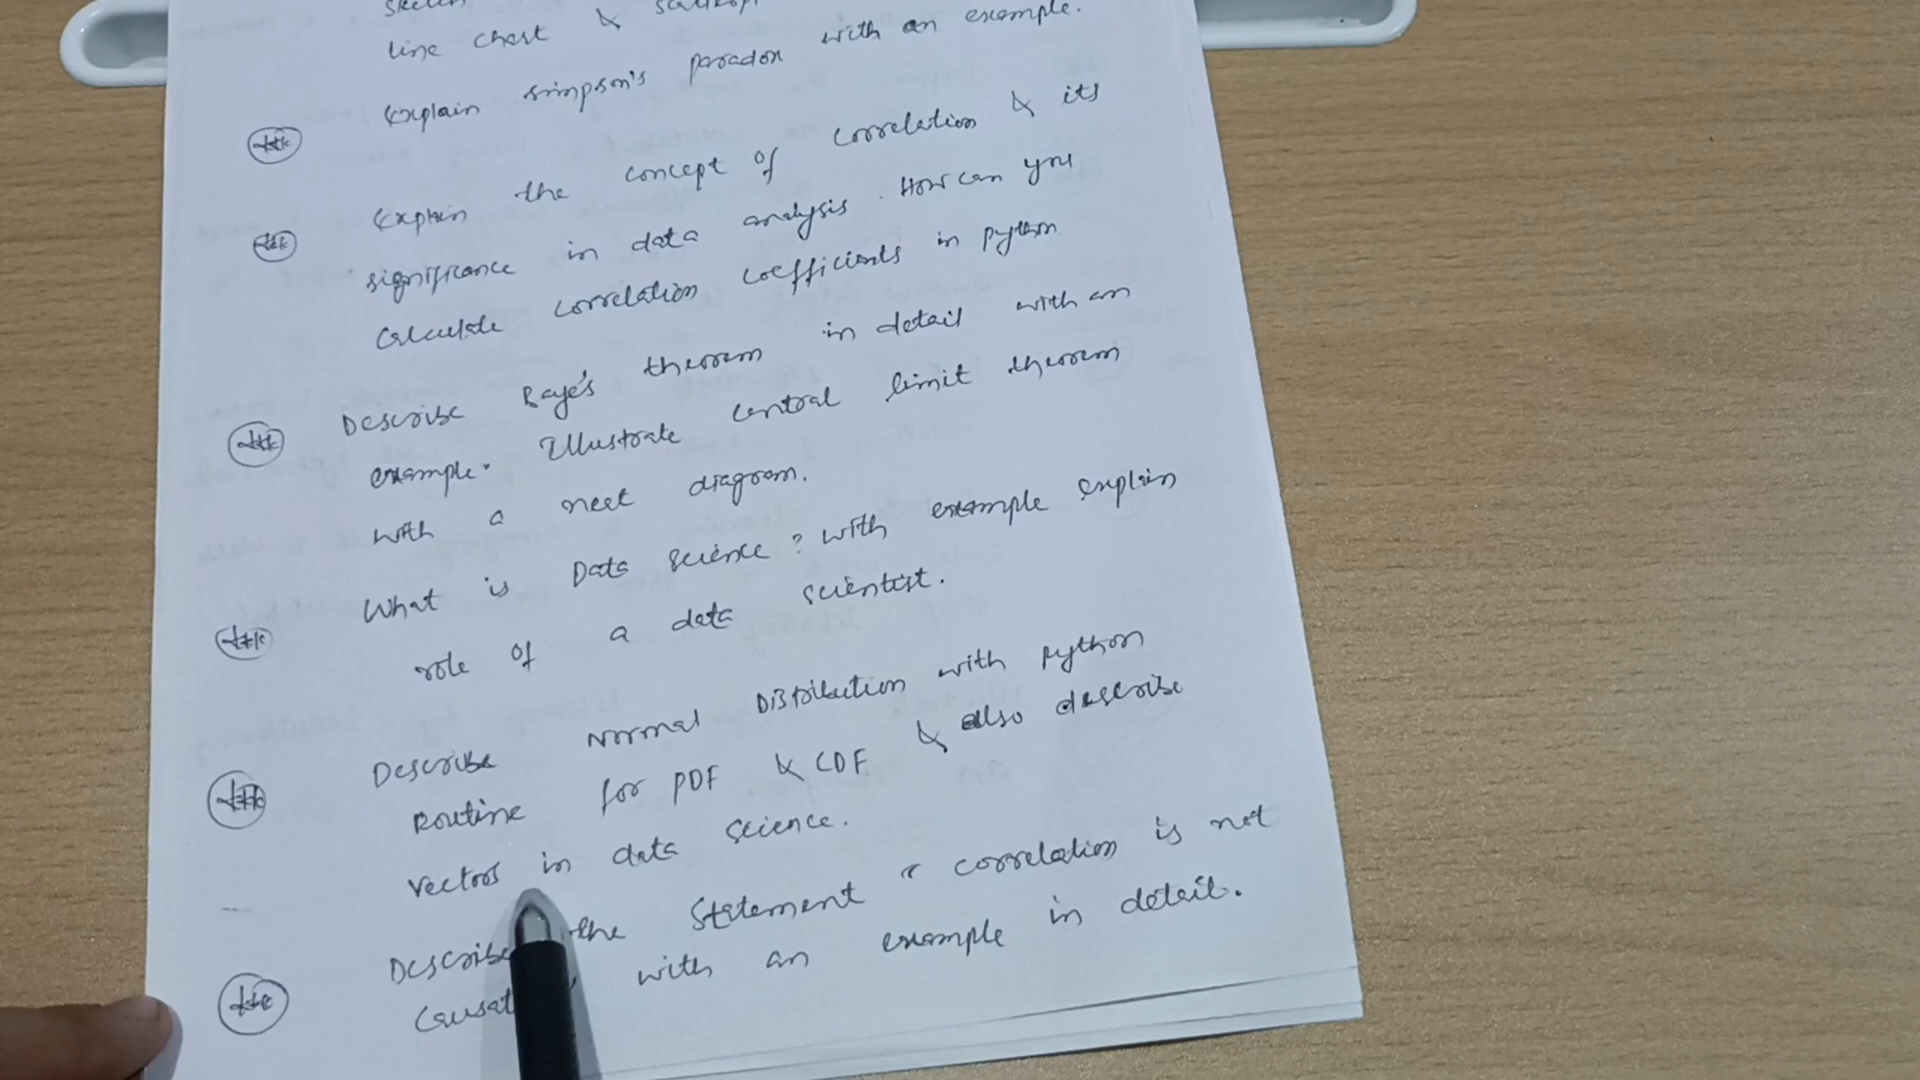 line chart &
Explain simpson's paradox with an example.
Explain the concept of correlation & its
significance in data analysis. How can you
calculate correlation coefficients in python
Describe Baye's theorem in detail with an
example. Illustrate central limit theorem
with a neet diagram.
What is Data science? with example explain
role of a data scientist.
Describe Normal Distribution with python
Routine for PDF & CDF & also describe
vectors in data science.
Describe the statement "correlation is not
with an example in detail.